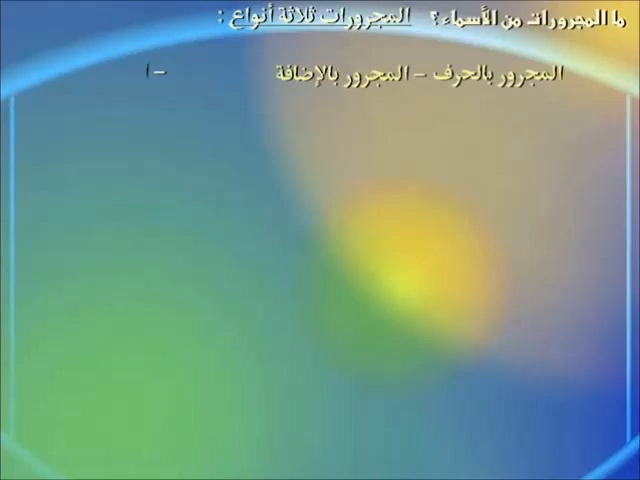 ما المجرورات من الأسماء؟ المجرورات ثلاثة أنواع :
المجرور بالحرف – المجرور بالإضافة – ا